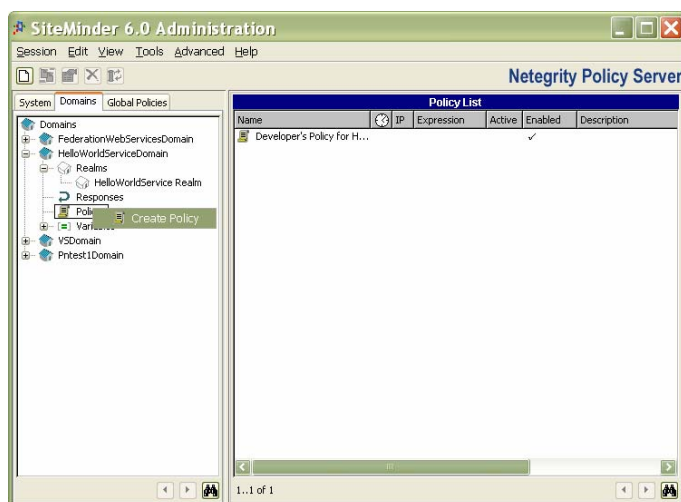 SiteMinder 6.0 Administration
Session Edit View Tools Advanced Help
Netegrity Policy Server
System Domains Global Policies
Policy List
Name IP Expression Active Enabled Description
Developer's Policy for H...
Domains
FederationWebServicesDomain
HelloWorldServiceDomain
Realms
HelloWorldService Realm
Responses
Create Policy
VSDomain
Pntest1Domain
1..1 of 1